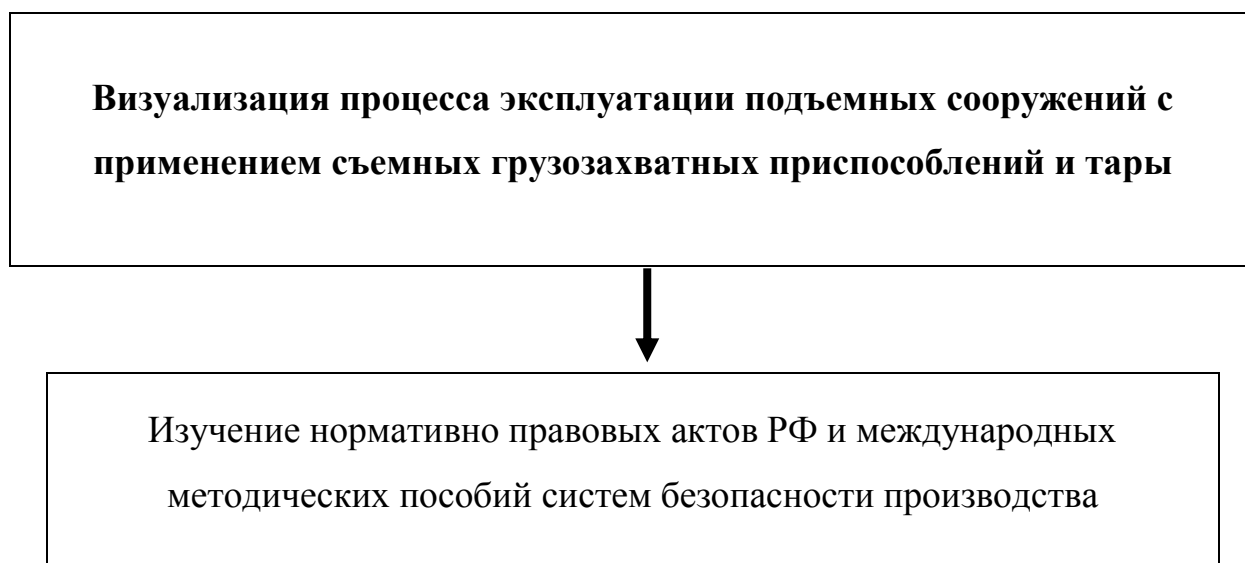 Визуализация процесса эксплуатации подъемных сооружений с
применением съемных грузозахватных приспособлений и тары
Изучение нормативно правовых актов РФ и международных
методических пособий систем безопасности производства